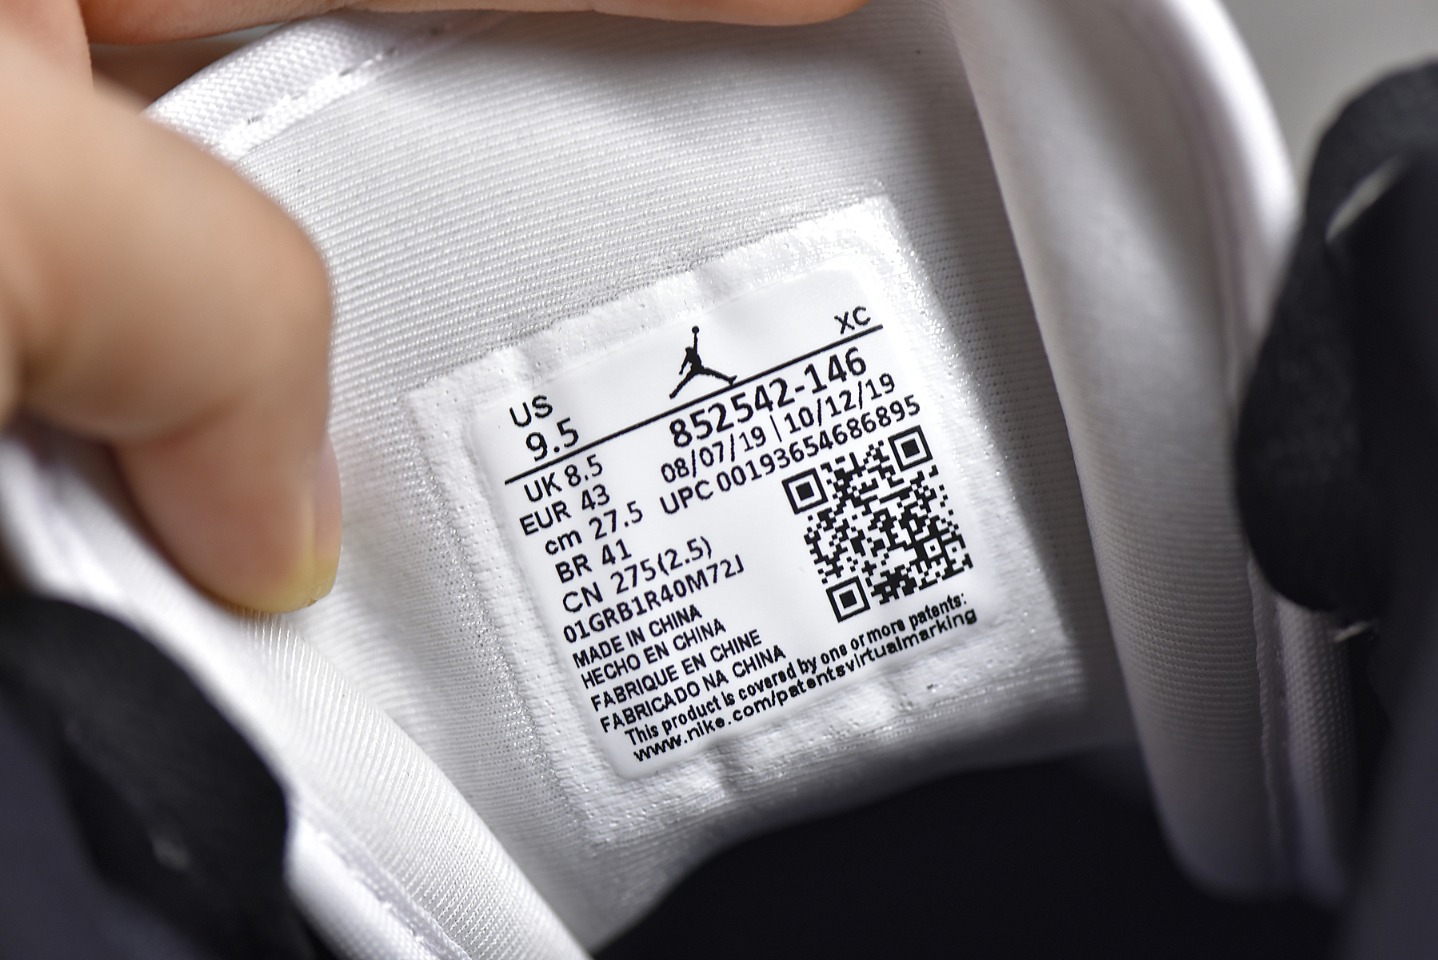 XC
US
9.5
852542-146
08/07/19 | 10/12/19
UPC 00193654686895
UK 8.5
EUR 43
cm 27.5
BR 41
CN 275(2.5)
01GRB1R40M72J
MADE IN CHINA
HECHO EN CHINA
FABRIQUE EN CHINE
FABRICADO NA CHINA
This product is covered by one or more patents:
www.nike.com/patentsvirtualmarking